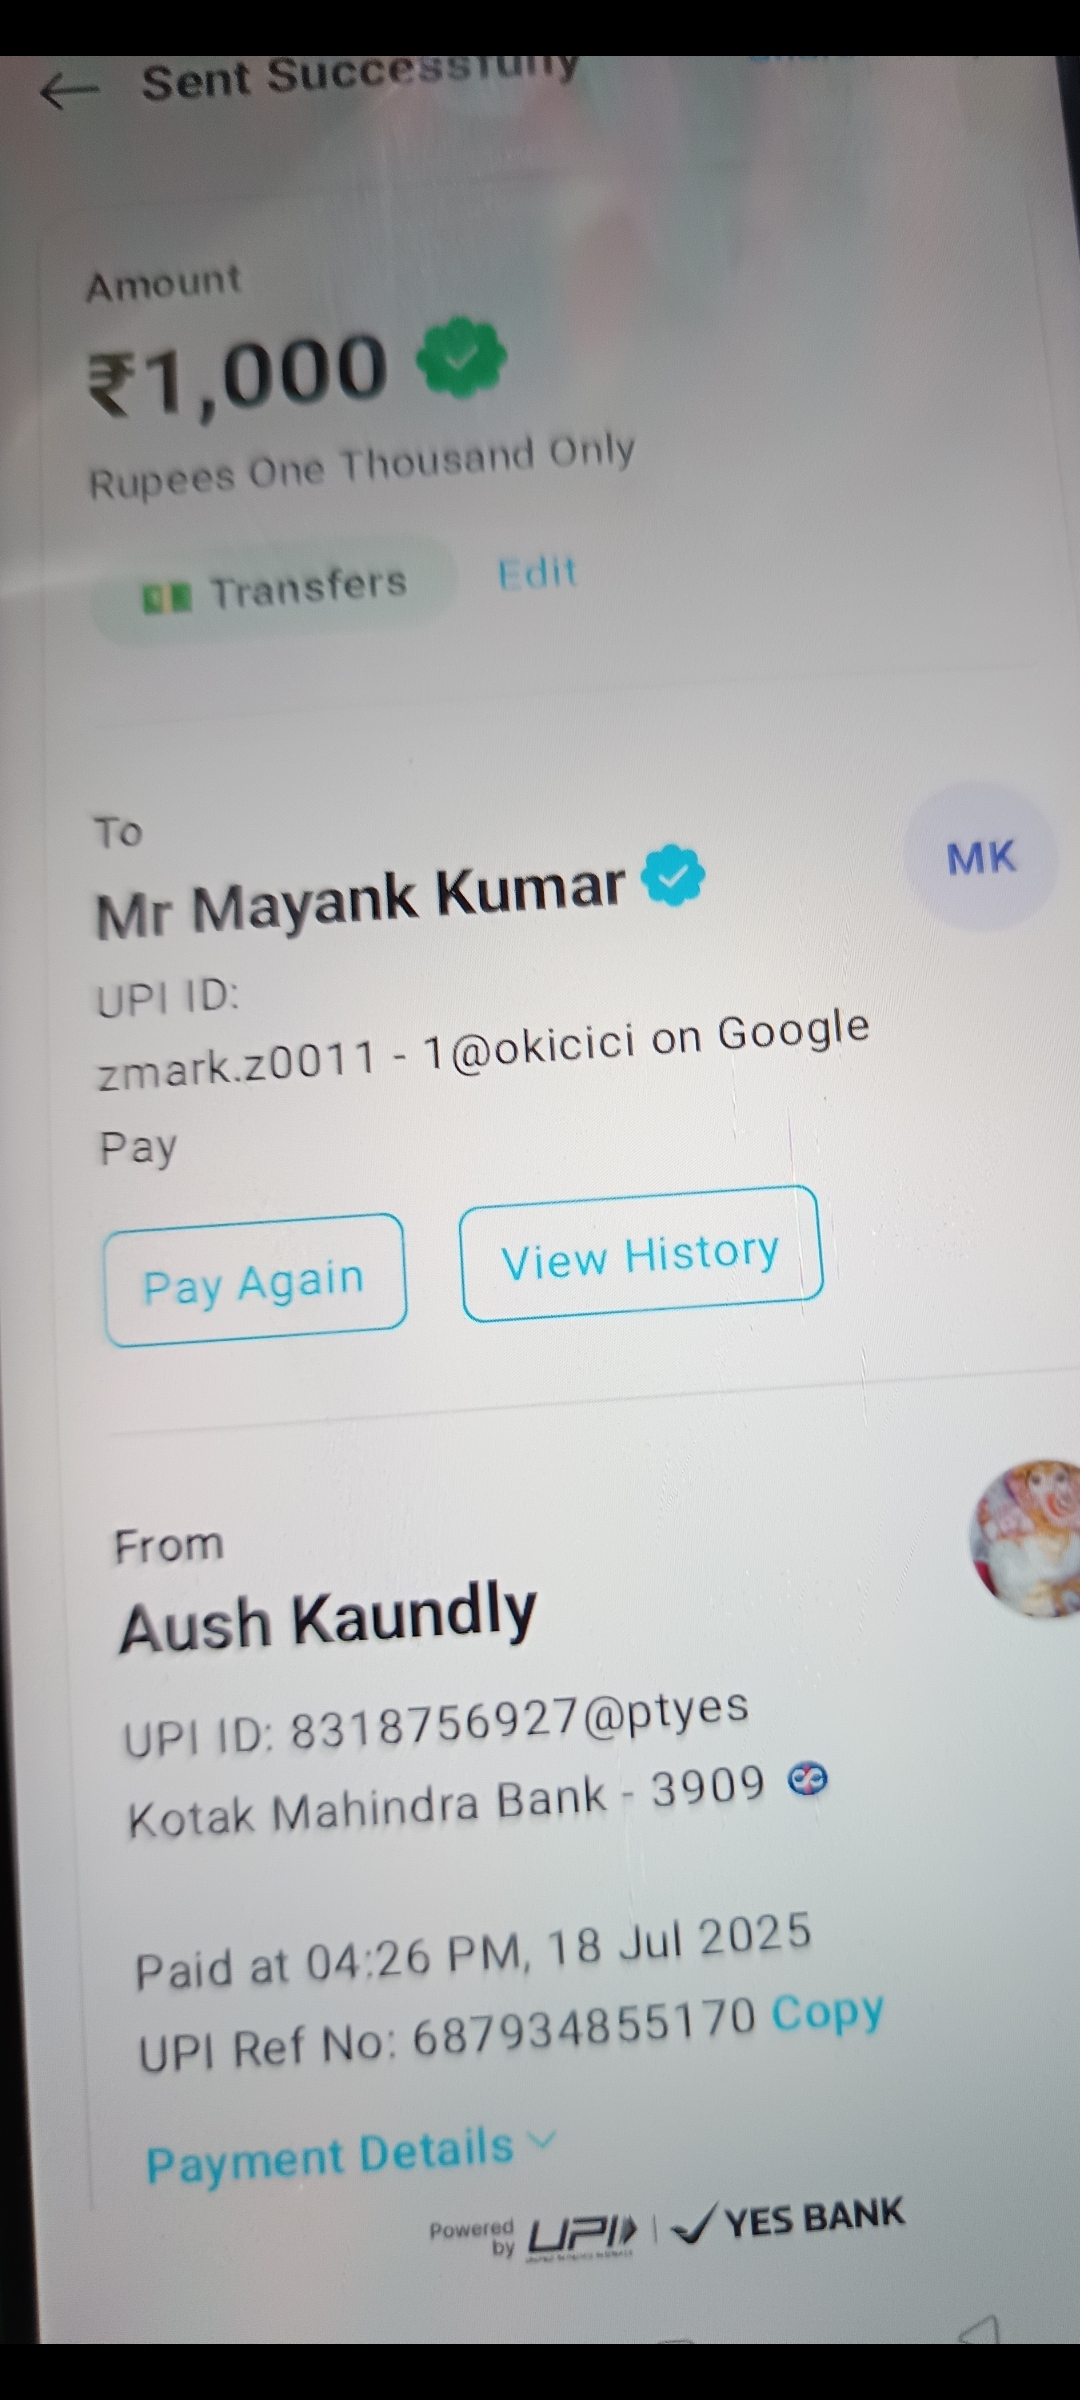 Sent Successfully
Amount
₹1,000
Rupees One Thousand Only
Transfers Edit
To
Mr Mayank Kumar
MK
UPI ID:
zmark.z0011 - 1@okicici on Google
Pay
Pay Again View History
From
Aush Kaundly
UPI ID: 8318756927@ptyes
Kotak Mahindra Bank - 3909
Paid at 04:26 PM, 18 Jul 2025
UPI Ref No: 687934855170 Copy
Payment Details
Powered by UPI | YES BANK